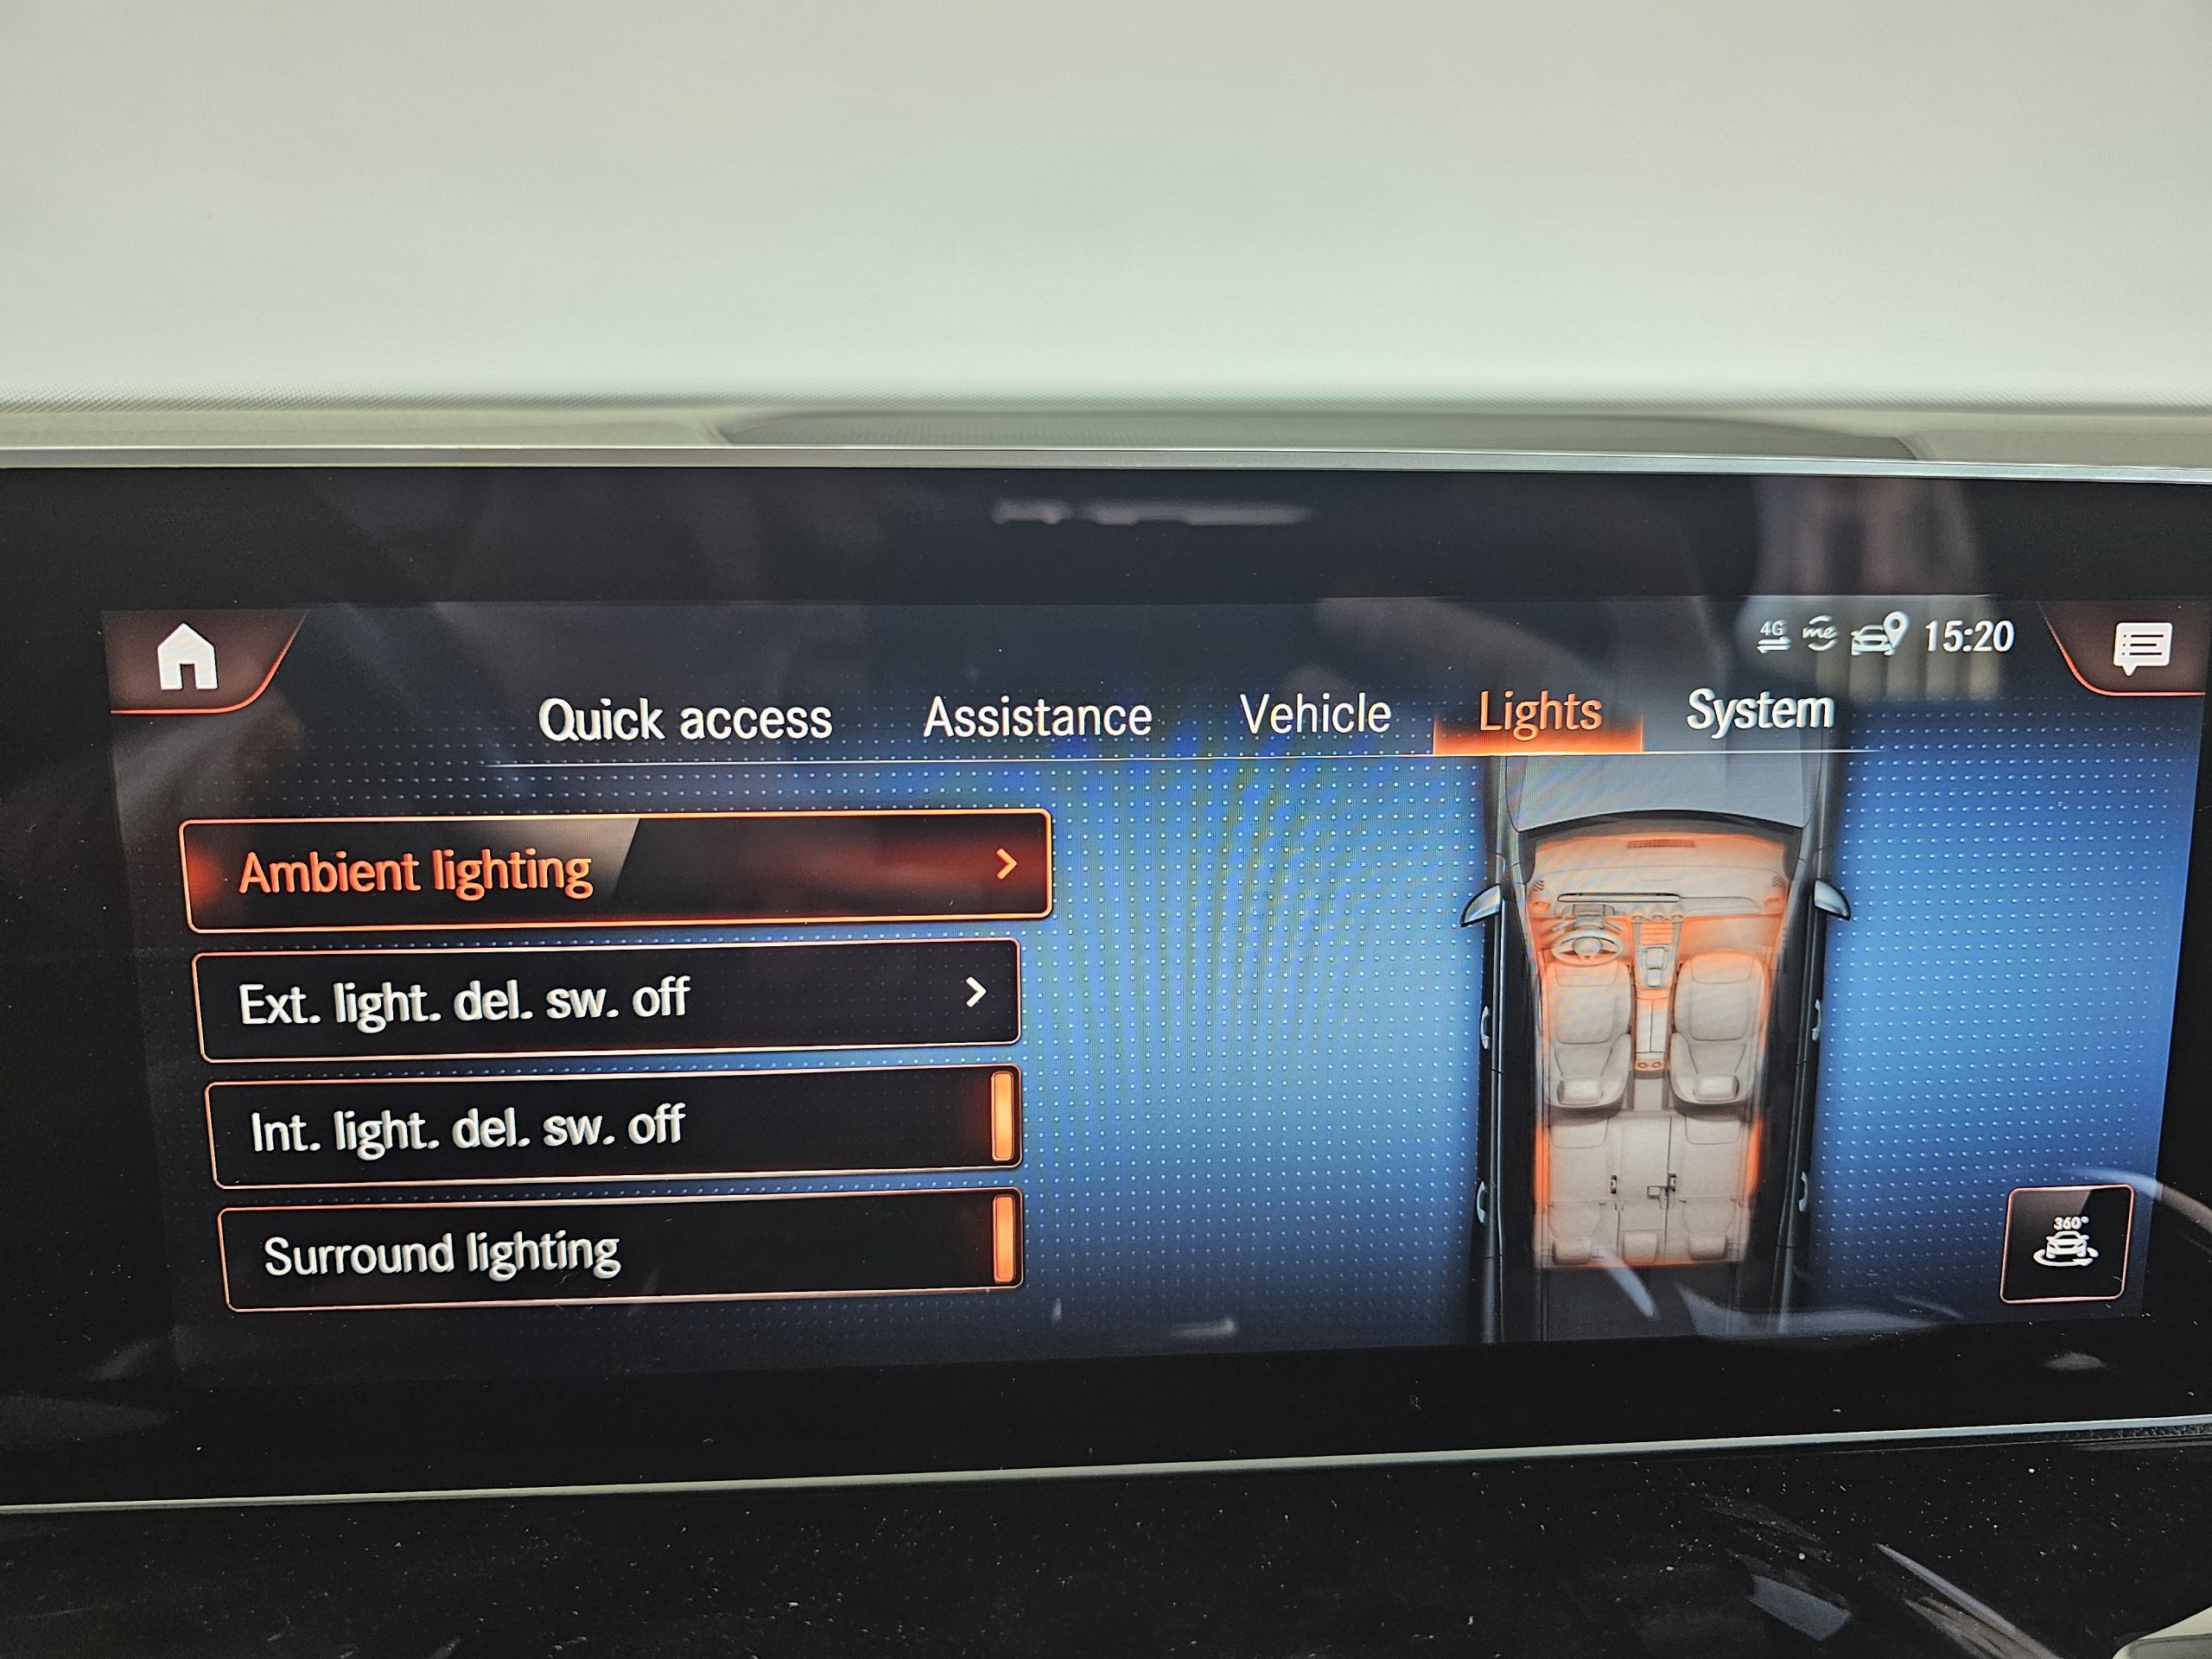 4G me 15:20
Quick access Assistance Vehicle Lights System
Ambient lighting
Ext. light. del. sw. off
Int. light. del. sw. off
Surround lighting
360°